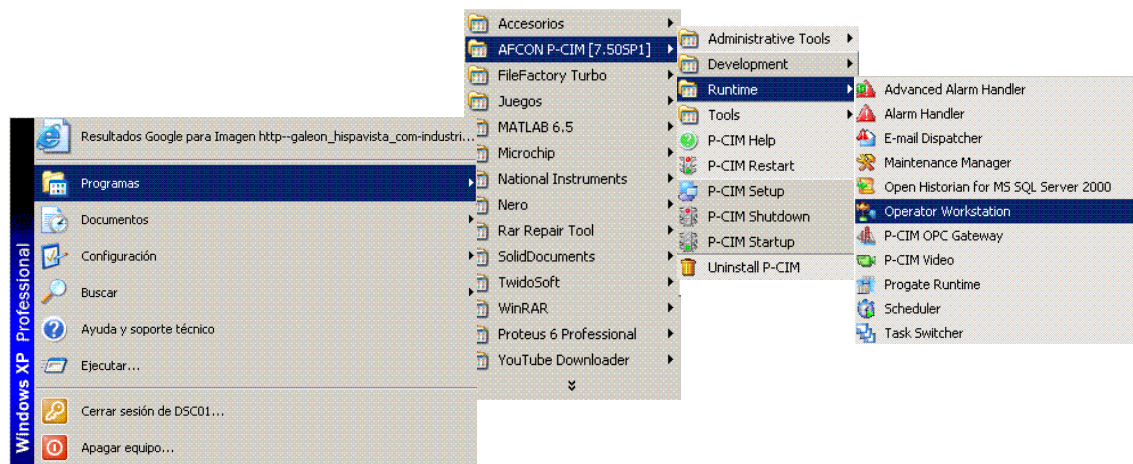 Windows XP Professional
Resultados Google para Imagen http--galeon_hispavista_com-industri...
Programas
Documentos
Configuración
Buscar
Ayuda y soporte técnico
Ejecutar...
Cerrar sesión de DSC01...
Apagar equipo...
Accesorios
AFCON P-CIM [7.50SP1]
FileFactory Turbo
Juegos
MATLAB 6.5
Microchip
National Instruments
Nero
Rar Repair Tool
SolidDocuments
TwidoSoft
WinRAR
Proteus 6 Professional
YouTube Downloader
Administrative Tools
Development
Runtime
Tools
P-CIM Help
P-CIM Restart
P-CIM Setup
P-CIM Shutdown
P-CIM Startup
Uninstall P-CIM
Advanced Alarm Handler
Alarm Handler
E-mail Dispatcher
Maintenance Manager
Open Historian for MS SQL Server 2000
Operator Workstation
P-CIM OPC Gateway
P-CIM Video
Progate Runtime
Scheduler
Task Switcher